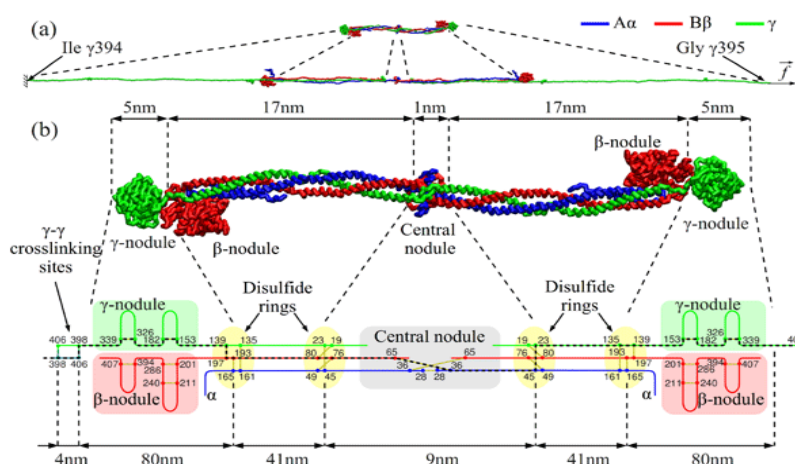 (a)
Aα Bβ γ
Ile γ394
Gly γ395
f
5nm 17nm 1nm 17nm 5nm
(b)
β-nodule
γ-nodule
β-nodule
Central
nodule
γ-nodule
γ-γ
crosslinking
sites
Disulfide
rings
Disulfide
rings
γ-nodule
Central nodule
γ-nodule
406 398 339 326 182 153 139 135 23 19 19 23 135 139 153 326 182 339
398 406 407 394 286 240 201 211 193 197 80 76 65 36 65 36 76 80 193 197 201 211 394 286 240 407
165 161 49 45 28 28 45 49 161 165
β-nodule
α
α
β-nodule
4nm 80nm 41nm 9nm 41nm 80nm